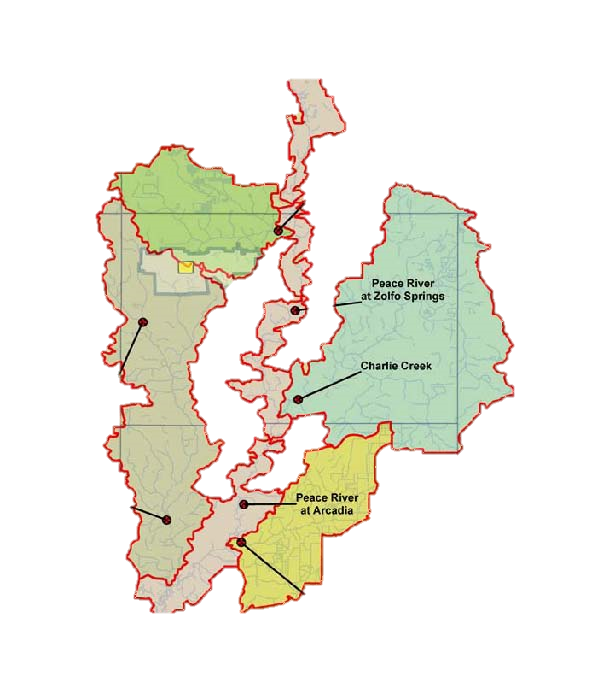 Peace River
at Zolfo Springs
Charlie Creek
Peace River
at Arcadia